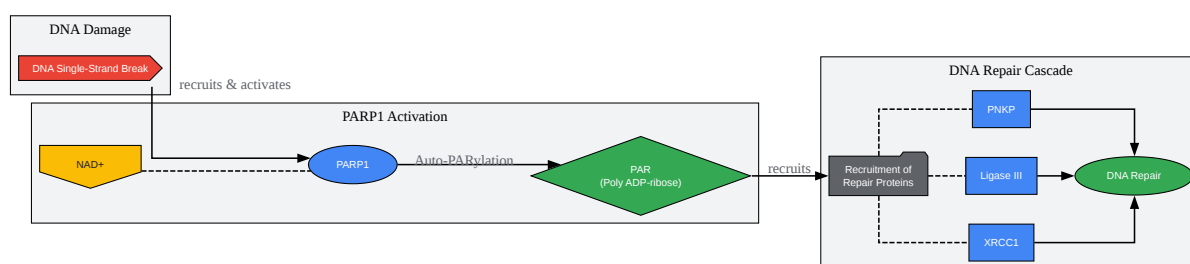 DNA Damage
DNA Single-Strand Break
recruits & activates
PARP1 Activation
NAD+
PARP1
Auto-PARylation
PAR
(Poly ADP-ribose)
recruits
DNA Repair Cascade
Recruitment of
Repair Proteins
PNKP
Ligase III
XRCC1
DNA Repair